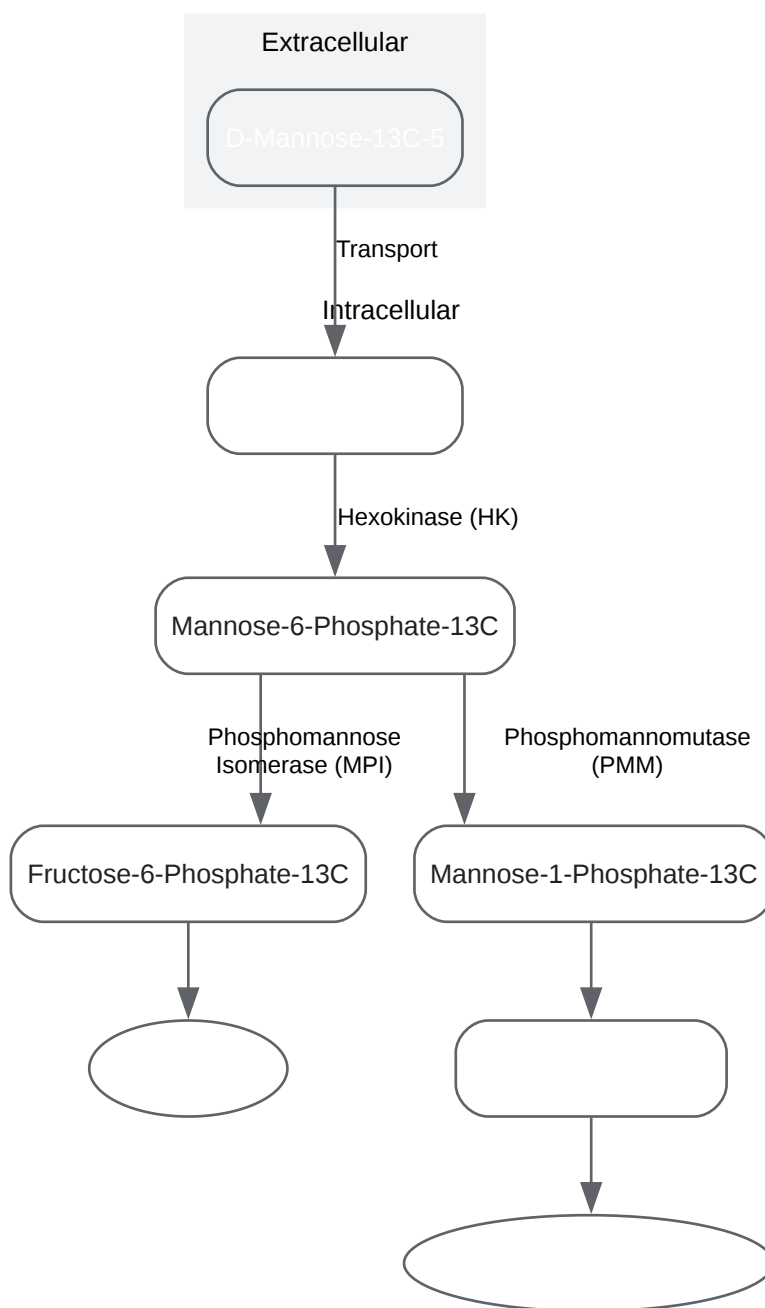 Extracellular
D-Mannose-13C-5
Transport
Intracellular
Hexokinase (HK)
Mannose-6-Phosphate-13C
Phosphomannose
Isomerase (MPI)
Phosphomannomutase
(PMM)
Fructose-6-Phosphate-13C
Mannose-1-Phosphate-13C